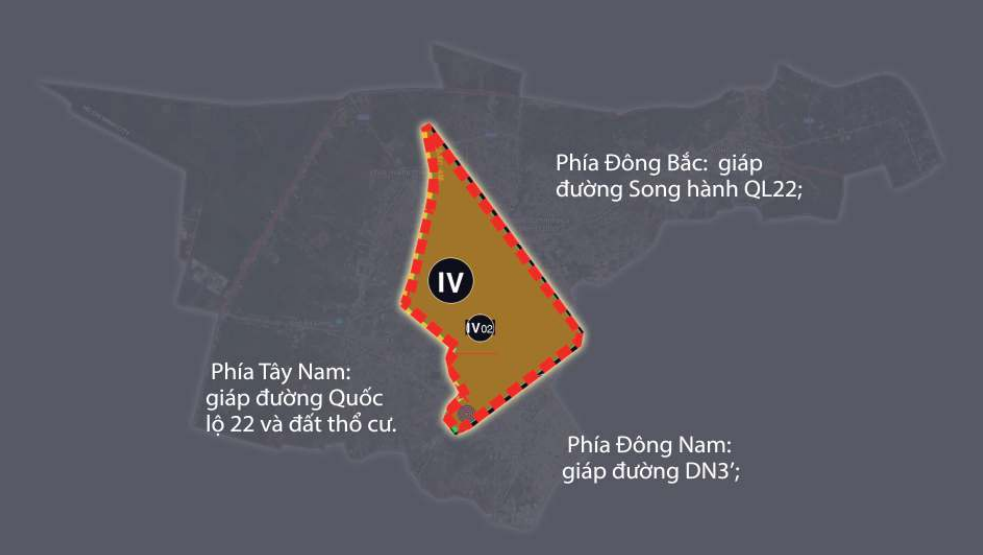 Phía Đông Bắc: giáp
đường Song hành QL22;
IV
IV02
Phía Tây Nam:
giáp đường Quốc
lộ 22 và đất thổ cư.
Phía Đông Nam:
giáp đường DN3’;